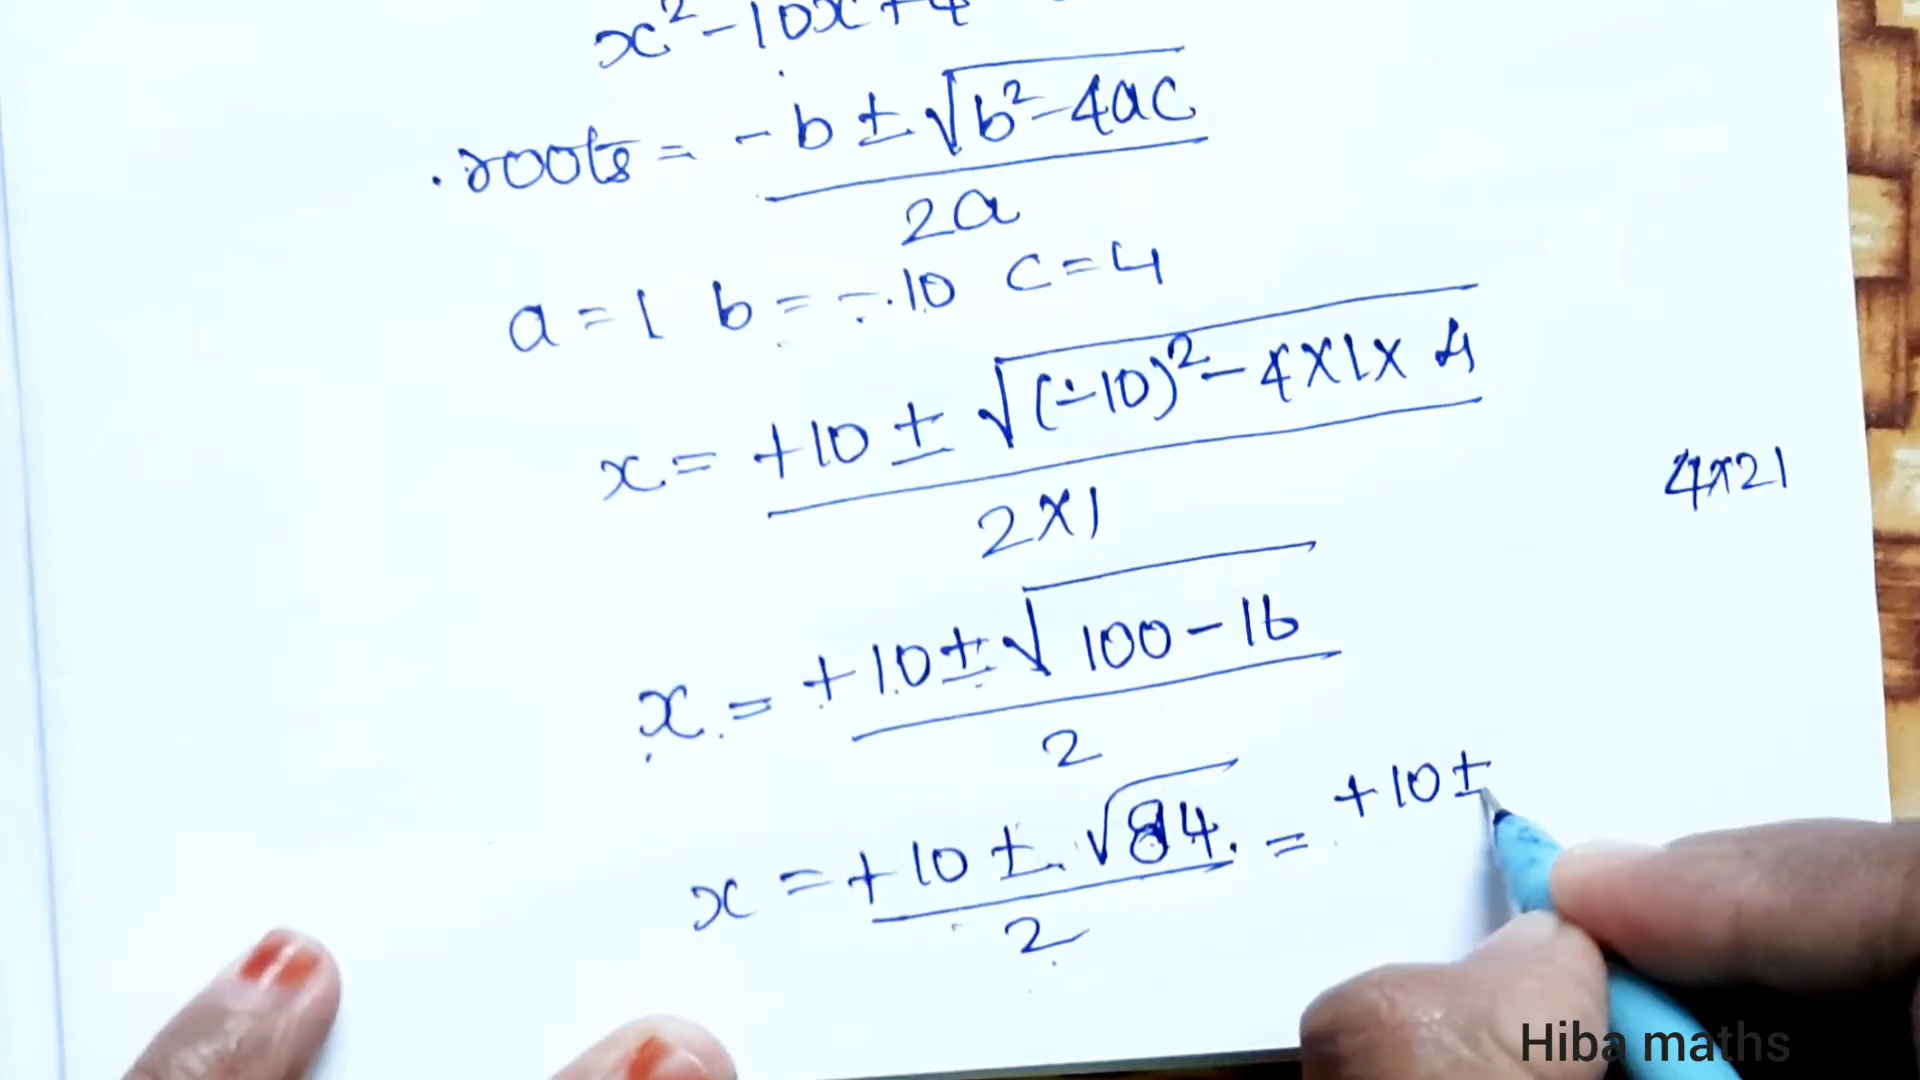 x² - 10x + 4
roots = -b ± √b² - 4ac
2a
a = 1 b = -10 c = 4
x = +10 ± √(-10)² - 4×1×4
2×1
4×21
x = +10 ± √100 - 16
2
x = +10 ± √84 = +10 ±
2
Hiba maths